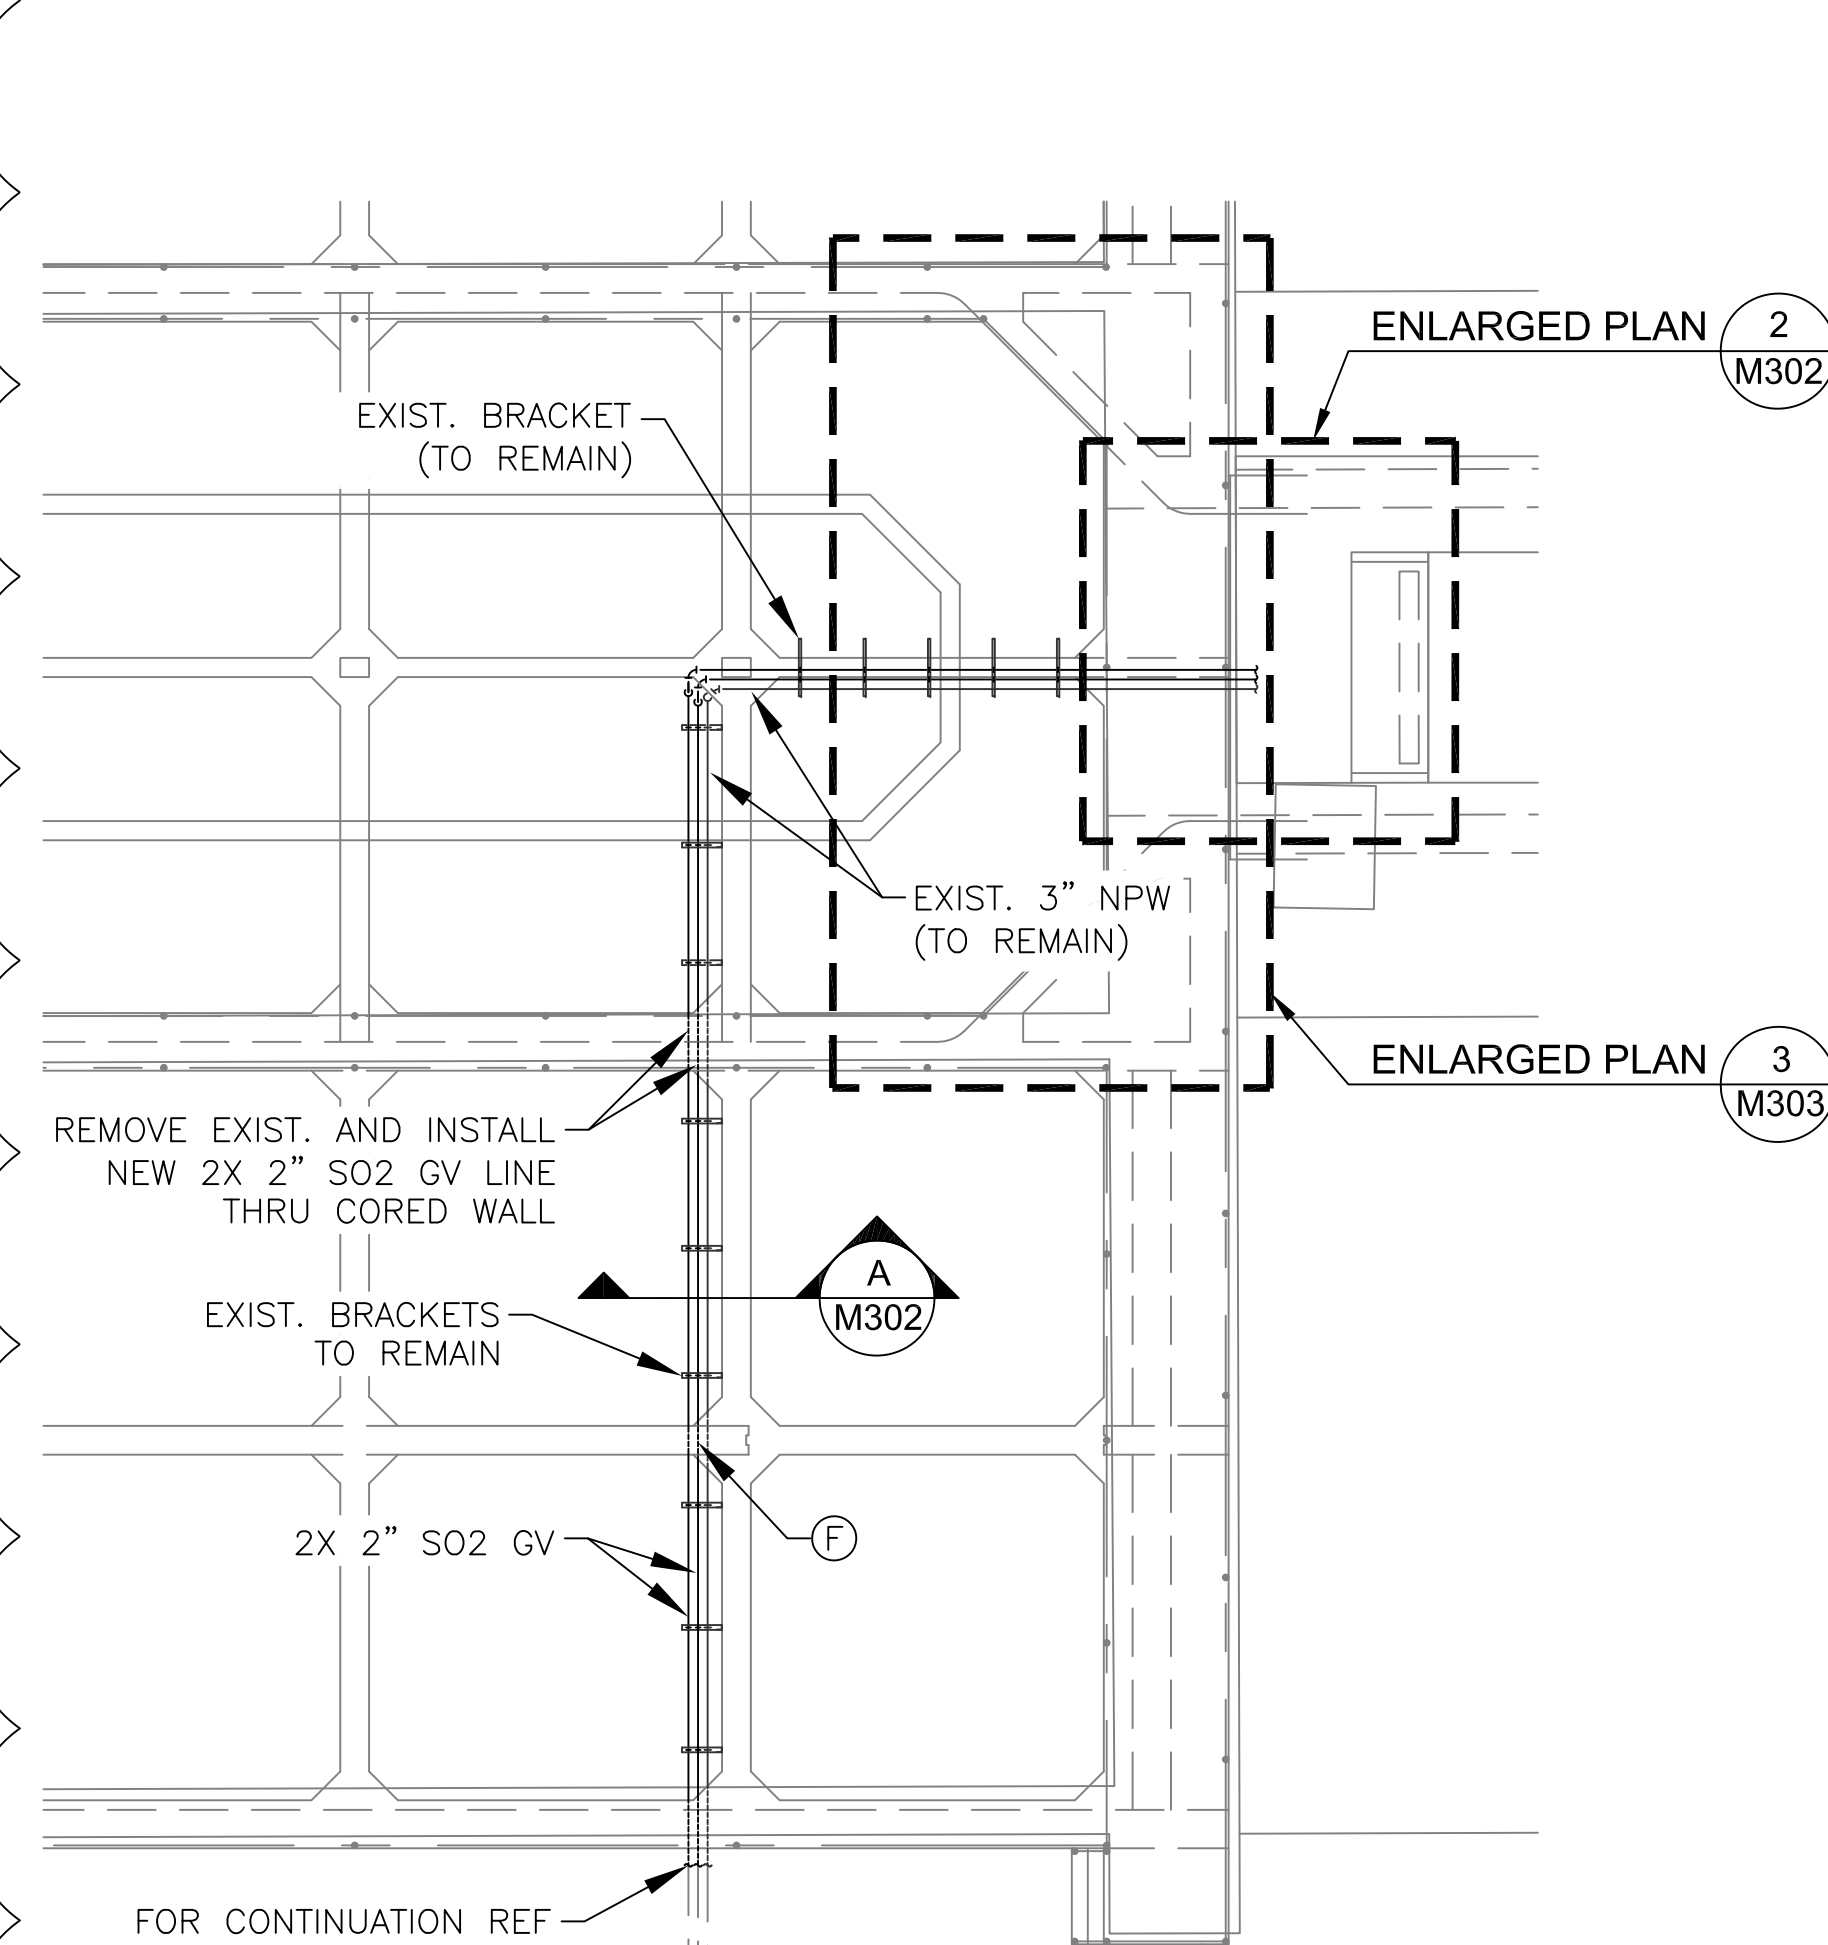 ENLARGED PLAN
2
M302
EXIST. BRACKET
(TO REMAIN)
EXIST. 3” NPW
(TO REMAIN)
ENLARGED PLAN
3
M303
REMOVE EXIST. AND INSTALL
NEW 2X 2” SO2 GV LINE
THRU CORED WALL
A
M302
EXIST. BRACKETS
TO REMAIN
2X 2” SO2 GV
F
FOR CONTINUATION REF